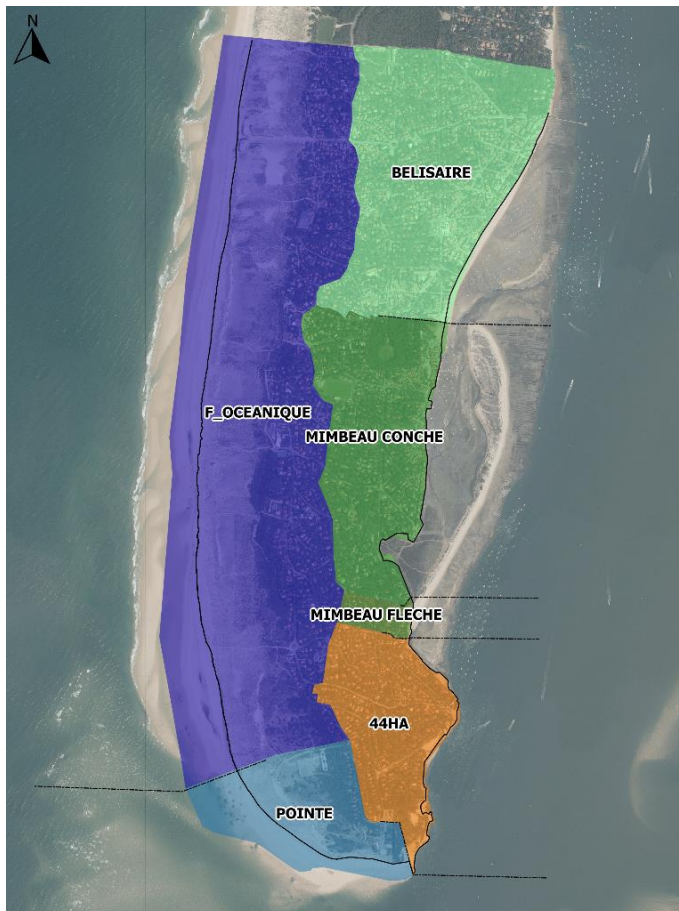 N
BELISAIRE
F_OCEANIQUE
MIMBEAU CONCHE
MIMBEAU FLECHE
44HA
POINTE